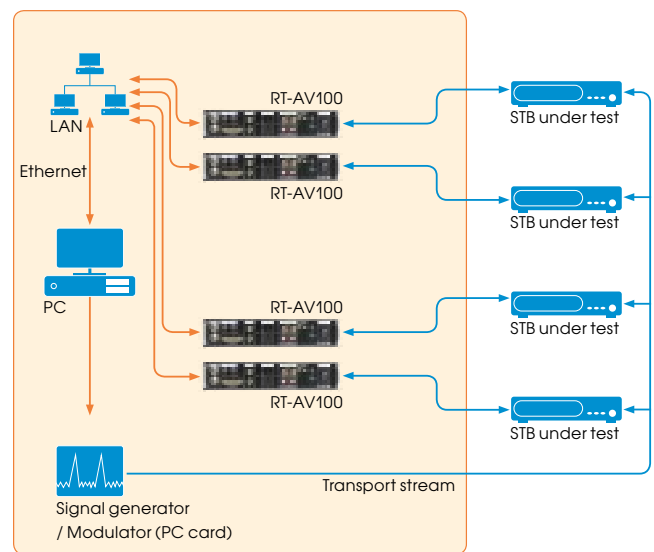 RT-AV100
STB under test
LAN
Ethernet
RT-AV100
STB under test
PC
RT-AV100
STB under test
RT-AV100
STB under test
Transport stream
Signal generator
/ Modulator (PC card)